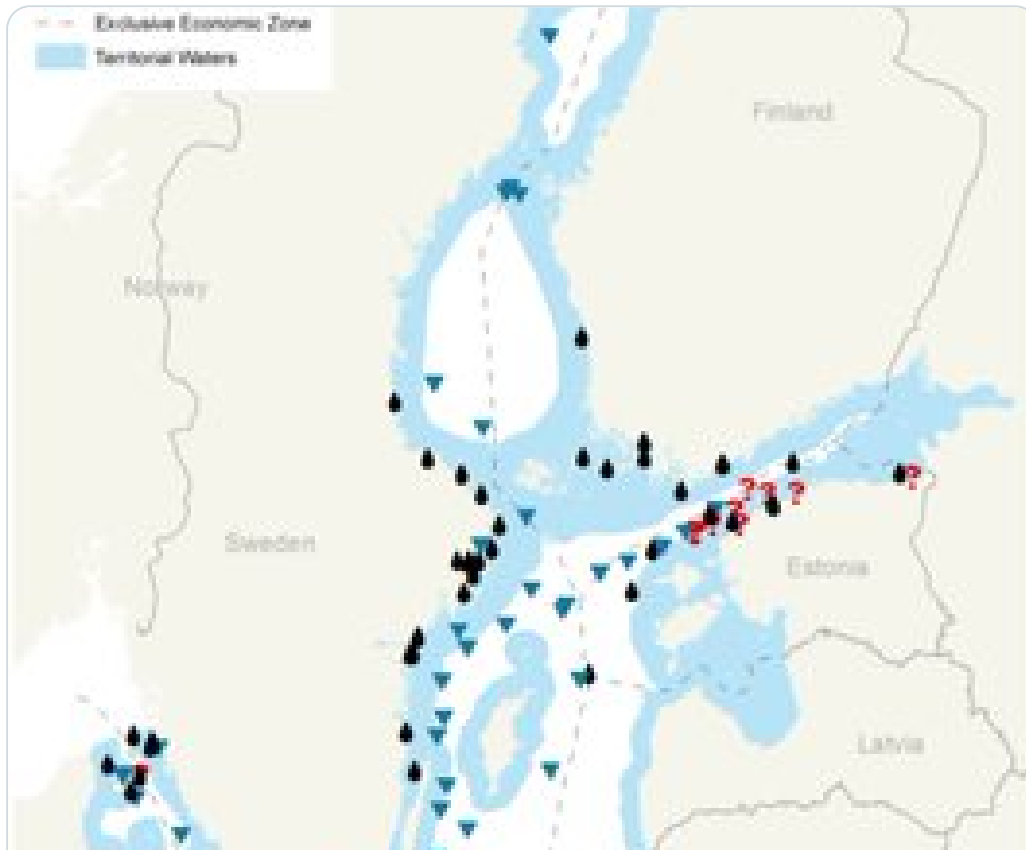 Exclusive Economic Zone
Territorial Waters
Finland
Norway
Sweden
Estonia
Latvia